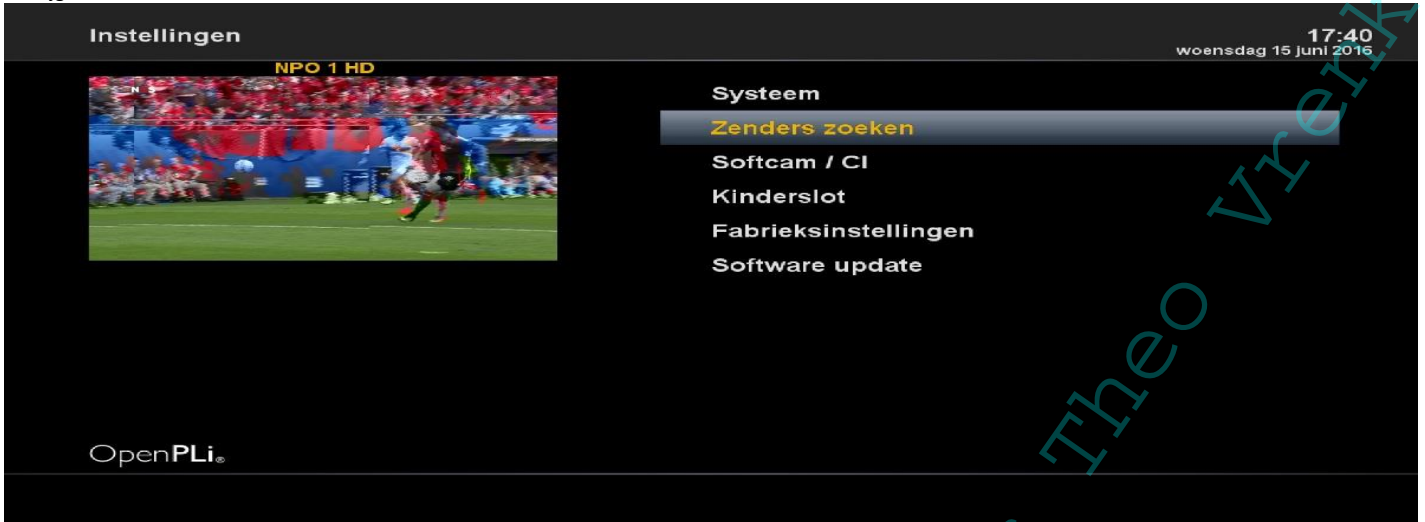 Instellingen
17:40
woensdag 15 juni 2016
NPO 1 HD
Systeem
Zenders zoeken
Softcam / CI
Kinderslot
Fabrieksinstellingen
Software update
OpenPLi®
Theo